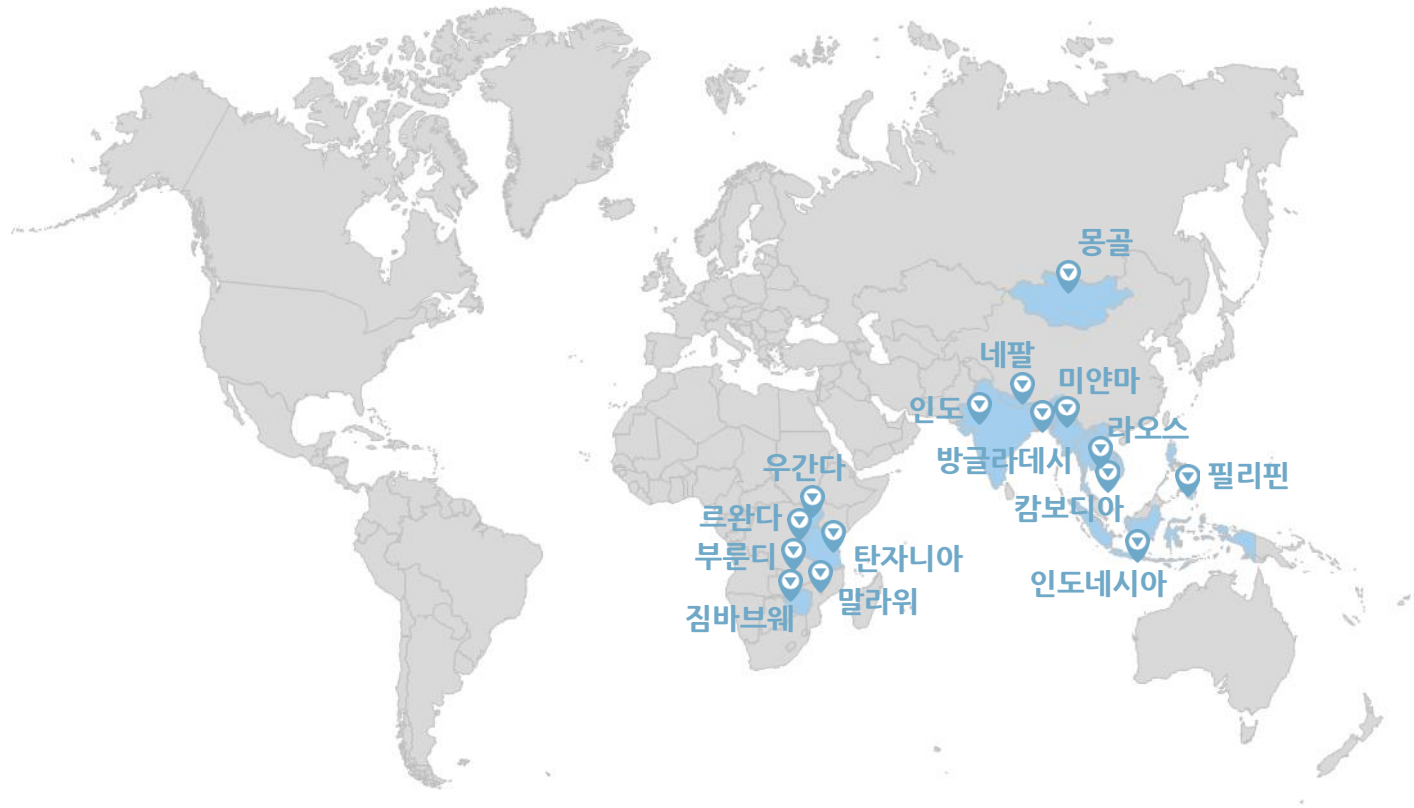 몽골
네팔
미얀마
인도
라오스
방글라데시
우간다
필리핀
캄보디아
르완다
부룬디
탄자니아
인도네시아
말라위
짐바브웨